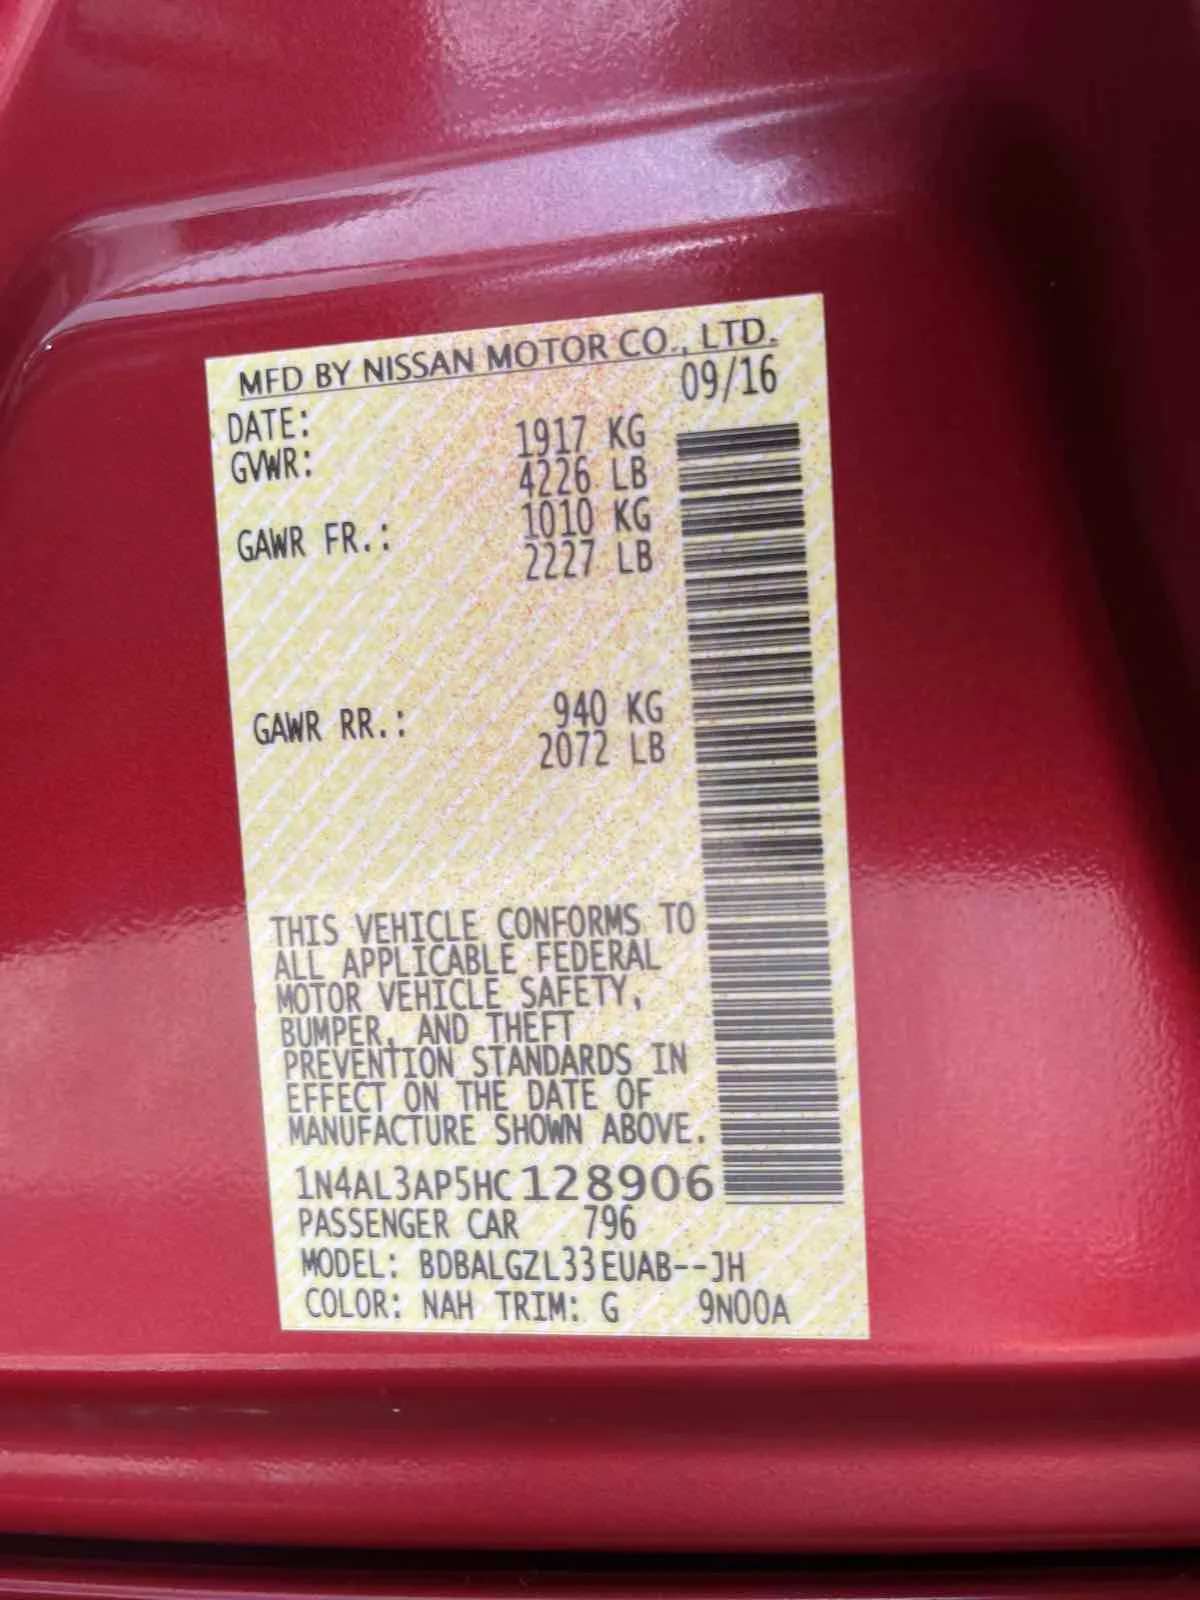 MFD BY NISSAN MOTOR CO., LTD.
DATE: 09/16
GVWR: 1917 KG
4226 LB
GAWR FR.: 1010 KG
2227 LB
GAWR RR.: 940 KG
2072 LB
THIS VEHICLE CONFORMS TO
ALL APPLICABLE FEDERAL
MOTOR VEHICLE SAFETY,
BUMPER, AND THEFT
PREVENTION STANDARDS IN
EFFECT ON THE DATE OF
MANUFACTURE SHOWN ABOVE.
1N4AL3AP5HC128906
PASSENGER CAR 796
MODEL: BDBALGZL33EUAB--JH
COLOR: NAH TRIM: G 9N00A